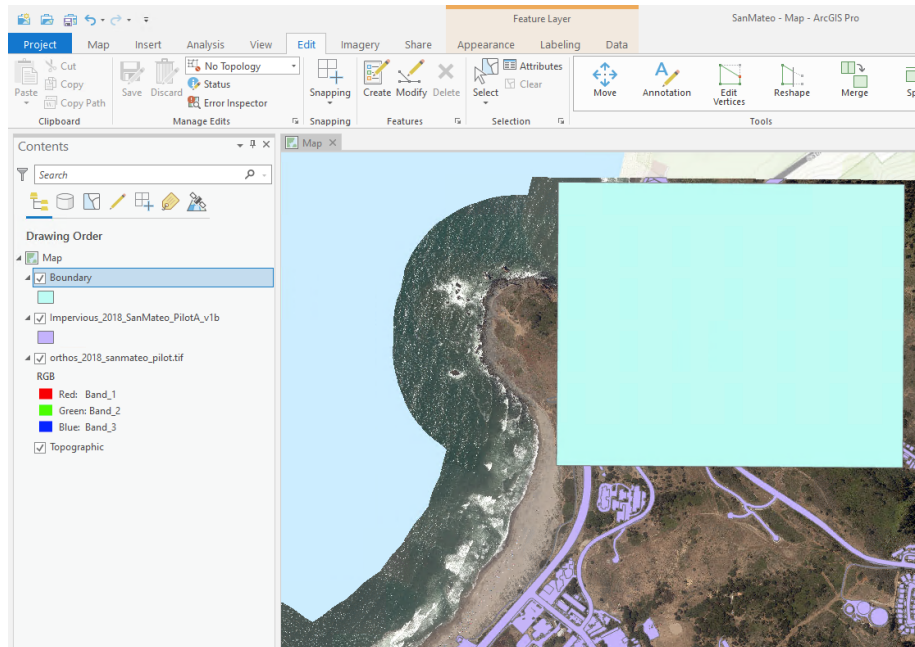 Feature Layer
SanMateo - Map - ArcGIS Pro
Project Map Insert Analysis View Edit Imagery Share Appearance Labeling Data
Paste
Cut
Copy
Copy Path
Clipboard
Save Discard
No Topology
Status
Error Inspector
Manage Edits
Snapping
Snapping
Create Modify Delete
Features
Select
Attributes
Clear
Selection
Move Annotation Edit Vertices Reshape Merge
Tools
Contents
Search
Drawing Order
Map
Boundary
Impervious_2018_SanMateo_PilotA_v1b
orthos_2018_sanmateo_pilot.tif
RGB
Red: Band_1
Green: Band_2
Blue: Band_3
Topographic
Map